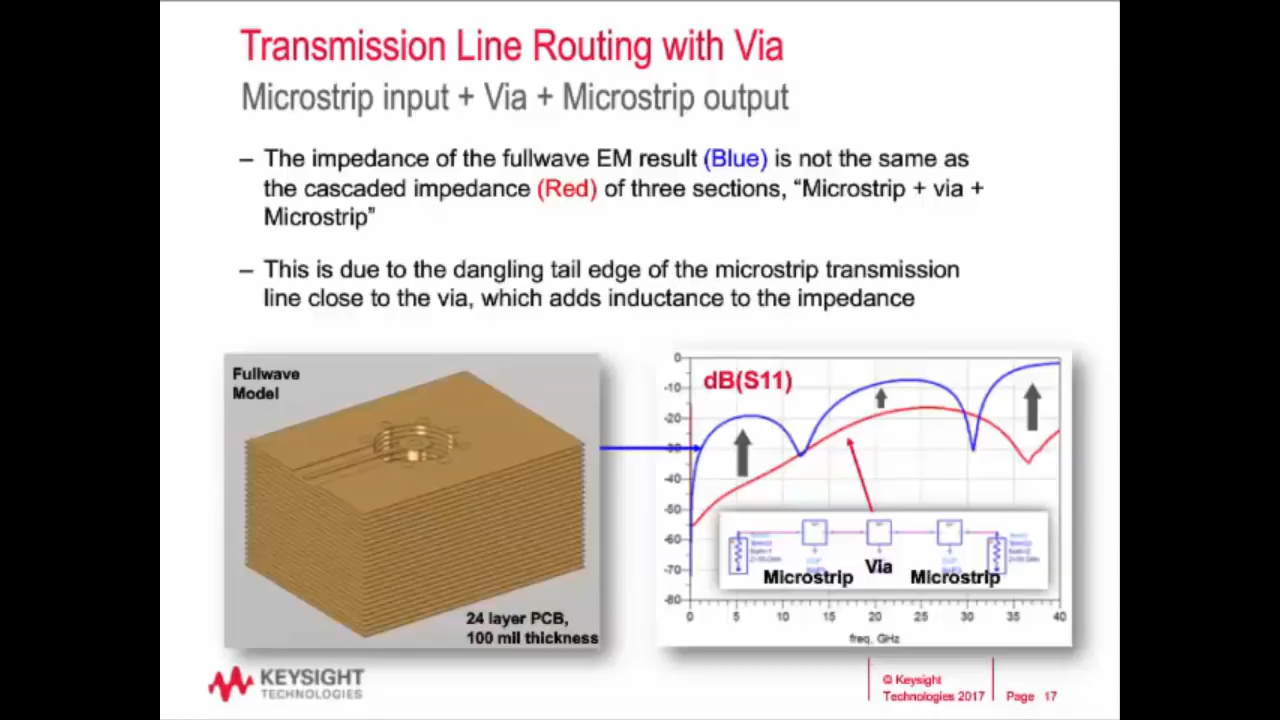 Transmission Line Routing with Via
Microstrip input + Via + Microstrip output
– The impedance of the fullwave EM result (Blue) is not the same as
the cascaded impedance (Red) of three sections, “Microstrip + via +
Microstrip”
– This is due to the dangling tail edge of the microstrip transmission
line close to the via, which adds inductance to the impedance
Fullwave
Model
24 layer PCB,
100 mil thickness
dB(S11)
0
-10
-20
-30
-40
-50
-60
-70
-80
Microstrip
Via
Microstrip
0 5 10 15 20 25 30 35 40
freq, GHz
KEYSIGHT
TECHNOLOGIES
© Keysight
Technologies 2017
Page 17